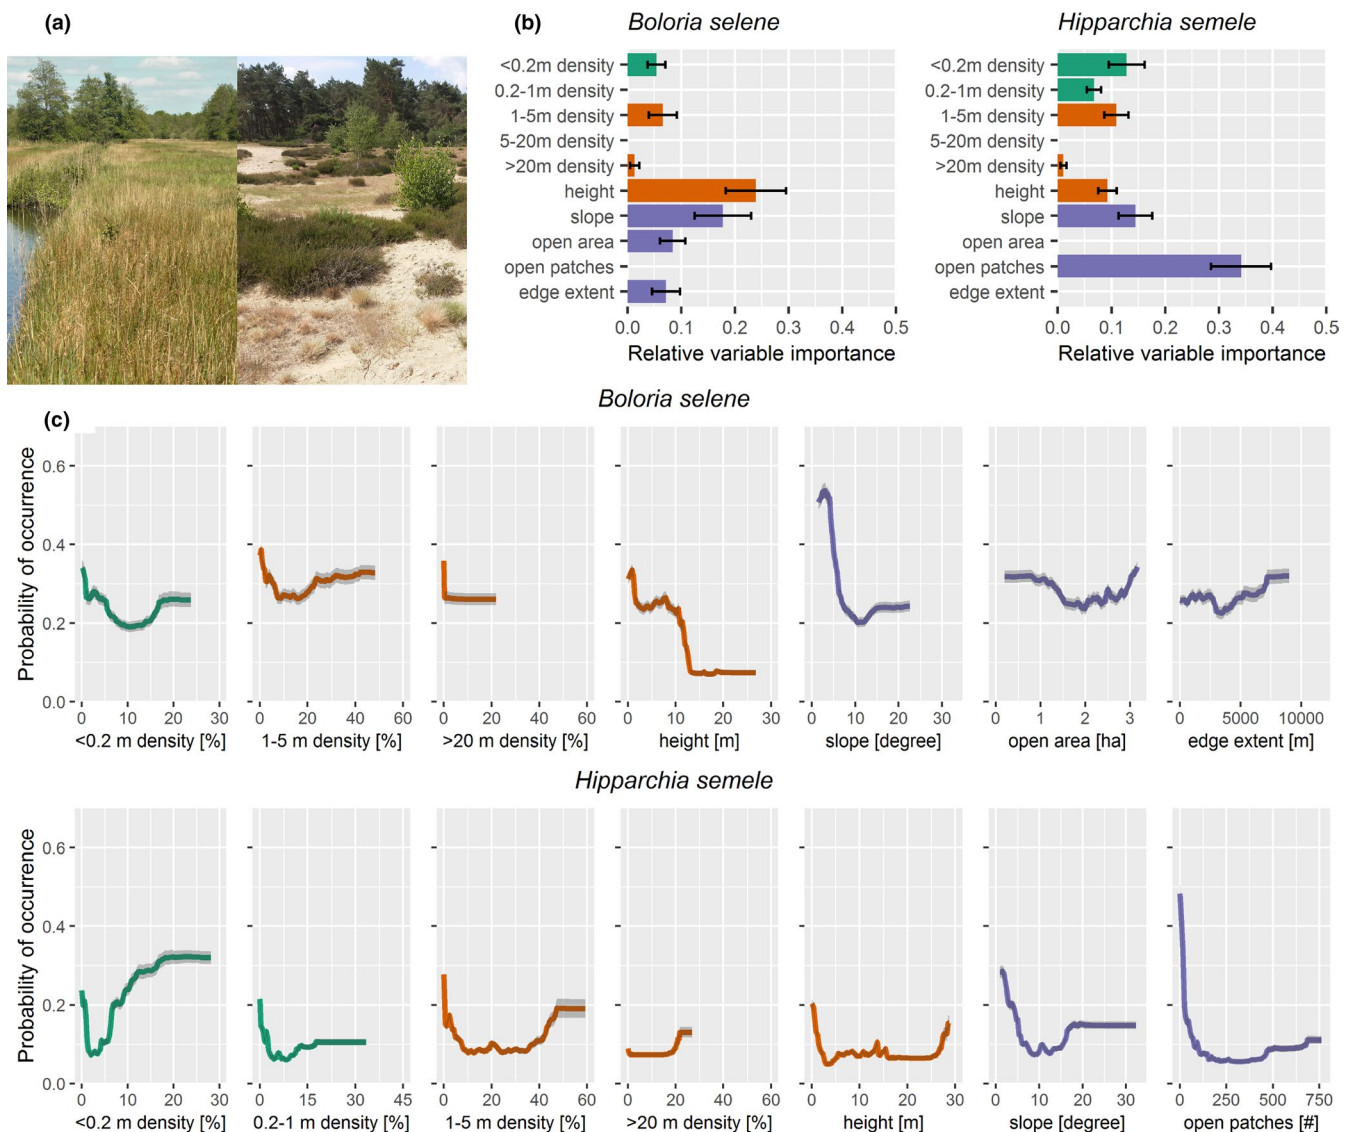 (a)
(b)
Boloria selene
Hipparchia semele
<0.2m density
0.2-1m density
1-5m density
5-20m density
>20m density
height
slope
open area
open patches
edge extent
0.0 0.1 0.2 0.3 0.4 0.5
Relative variable importance
<0.2m density
0.2-1m density
1-5m density
5-20m density
>20m density
height
slope
open area
open patches
edge extent
0.0 0.1 0.2 0.3 0.4 0.5
Relative variable importance
(c)
Boloria selene
Probability of occurrence
0.6
0.4
0.2
0.0
0 10 20 30
<0.2 m density [%]
0 20 40 60
1-5 m density [%]
0 20 40 60
>20 m density [%]
0 10 20 30
height [m]
0 10 20 30
slope [degree]
0 1 2 3
open area [ha]
0 5000 10000
edge extent [m]
Hipparchia semele
Probability of occurrence
0.6
0.4
0.2
0.0
0 10 20 30
<0.2 m density [%]
0 15 30 45
0.2-1 m density [%]
0 20 40 60
1-5 m density [%]
0 20 40 60
>20 m density [%]
0 10 20 30
height [m]
0 10 20 30
slope [degree]
0 250 500 750
open patches [#]